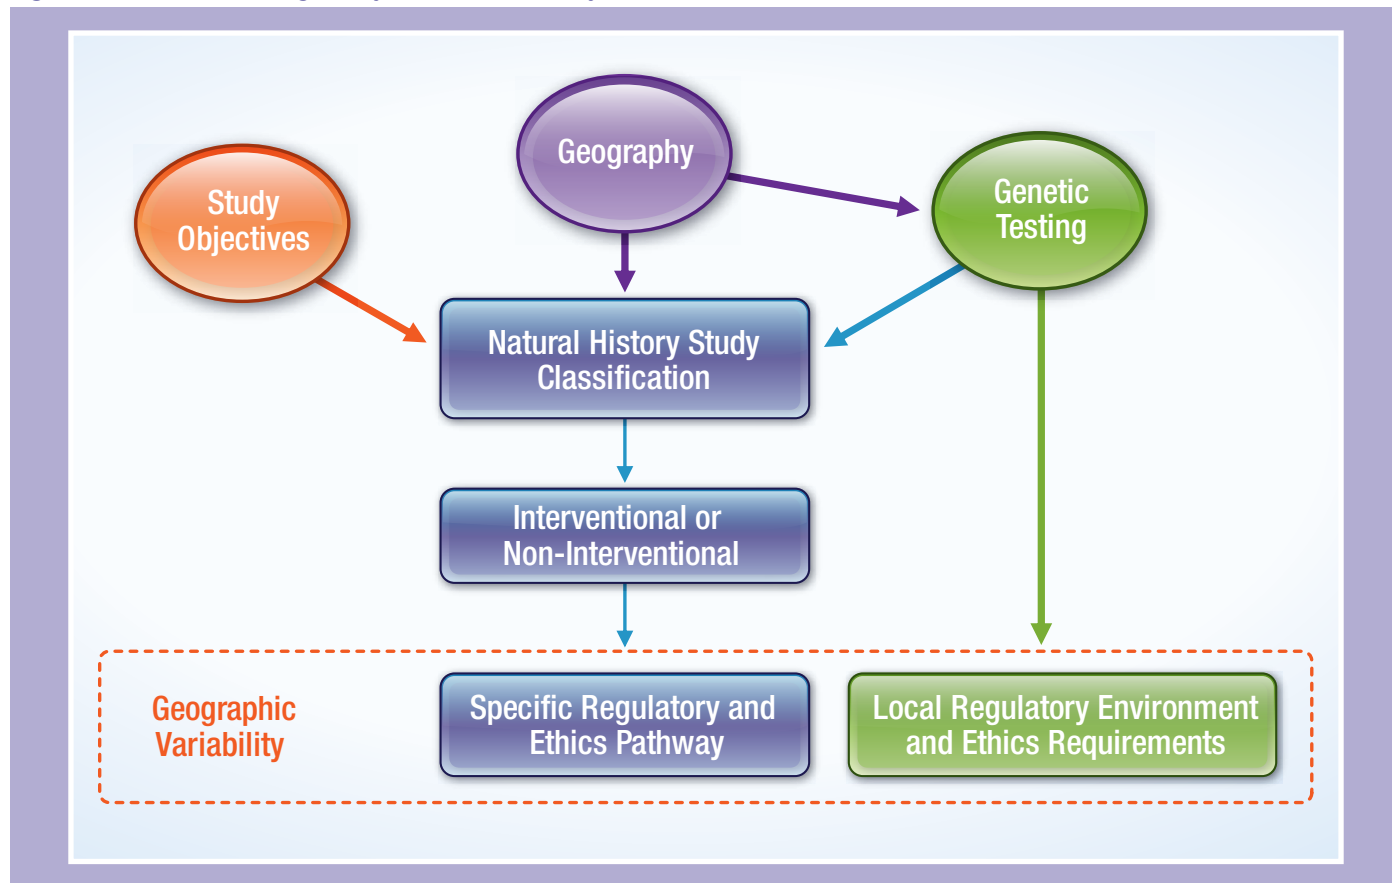 Geography
Study
Objectives
Genetic
Testing
Natural History Study
Classification
Interventional or
Non-Interventional
Geographic
Variability
Specific Regulatory and
Ethics Pathway
Local Regulatory Environment
and Ethics Requirements